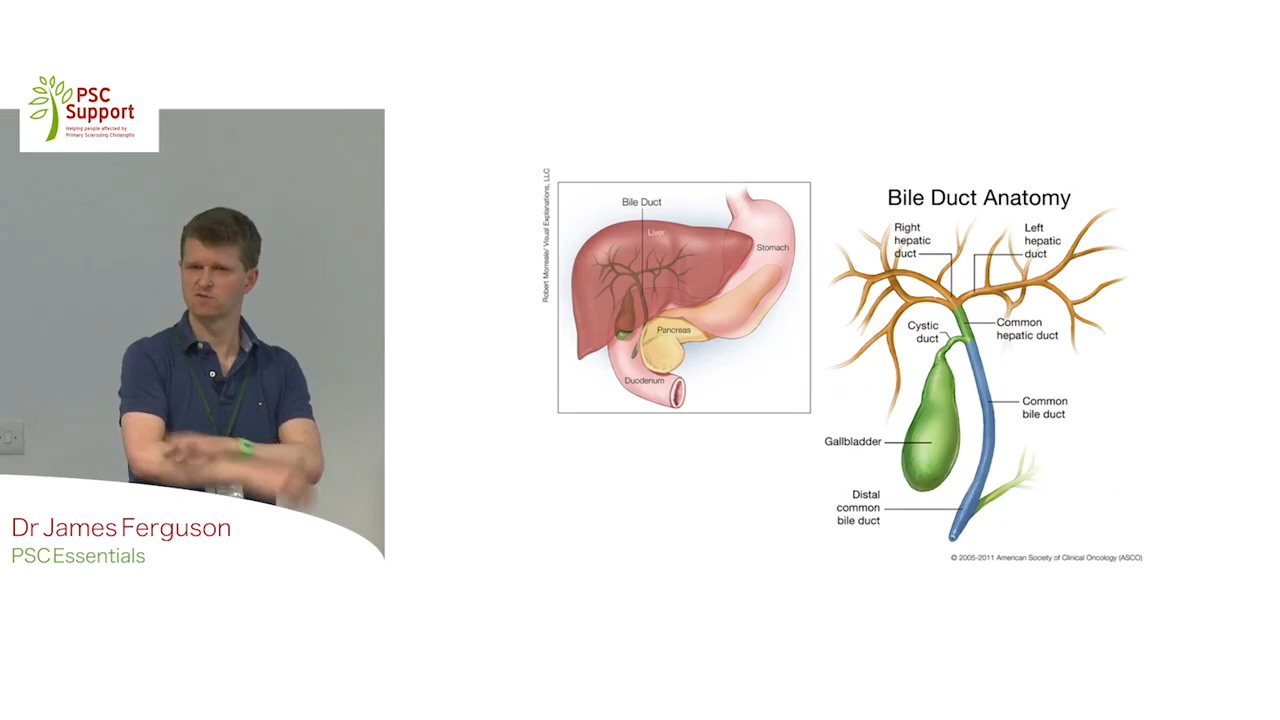 PSC
Support
Helping people affected by
Primary Sclerosing Cholangitis
Dr James Ferguson
PSC Essentials
Robert Morreale/ Visual Explanations, LLC
Bile Duct
Liver
Stomach
Pancreas
Duodenum
Bile Duct Anatomy
Right
hepatic
duct
Left
hepatic
duct
Cystic
duct
Common
hepatic duct
Common
bile duct
Gallbladder
Distal
common
bile duct
© 2005-2011 American Society of Clinical Oncology (ASCO)